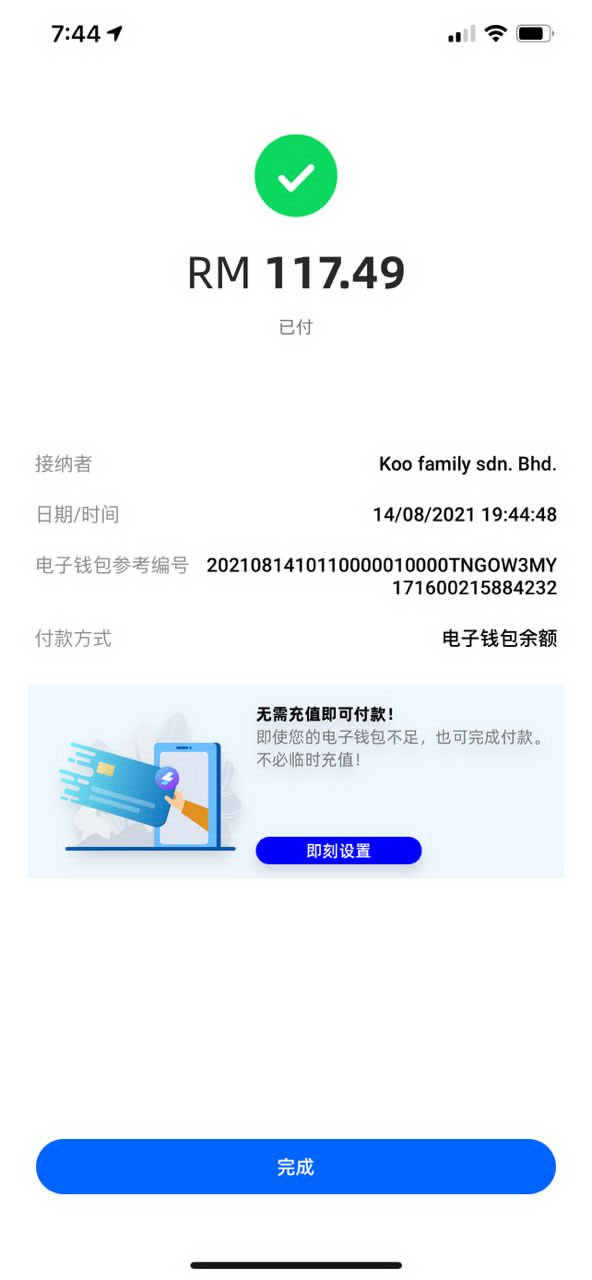 7:44
RM 117.49
已付
接纳者 Koo family sdn. Bhd.
日期/时间 14/08/2021 19:44:48
电子钱包参考编号 2021081410110000010000TNGOW3MY
171600215884232
付款方式 电子钱包余额
无需充值即可付款！
即使您的电子钱包不足，也可完成付款。
不必临时充值！
即刻设置
完成